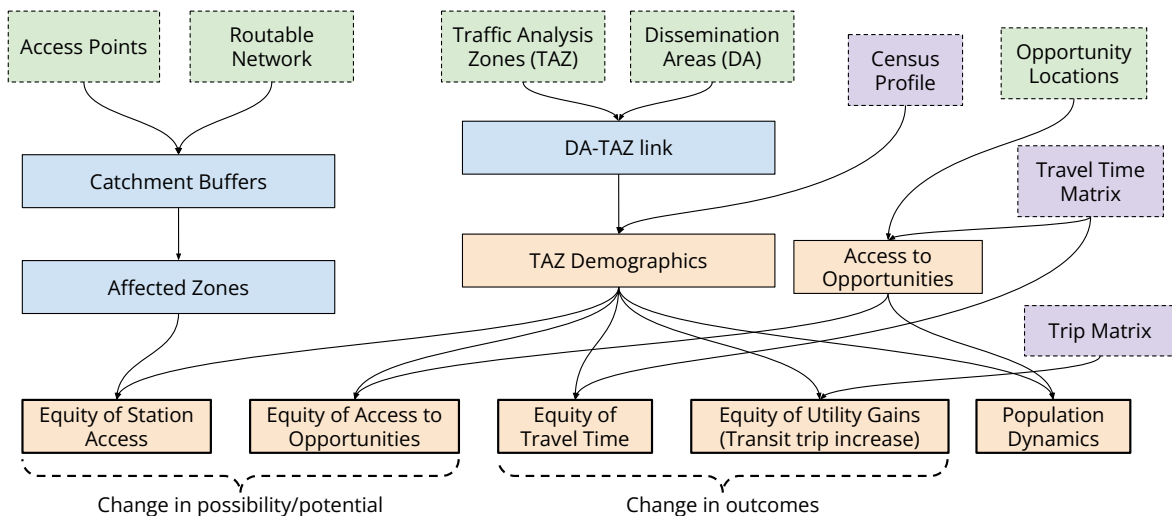 Access Points
Routable
Network
Traffic Analysis
Zones (TAZ)
Dissemination
Areas (DA)
Census
Profile
Opportunity
Locations
DA-TAZ link
Catchment Buffers
Travel Time
Matrix
TAZ Demographics
Access to
Opportunities
Affected Zones
Trip Matrix
Equity of Station
Access
Equity of Access to
Opportunities
Equity of
Travel Time
Equity of Utility Gains
(Transit trip increase)
Population
Dynamics
Change in possibility/potential
Change in outcomes